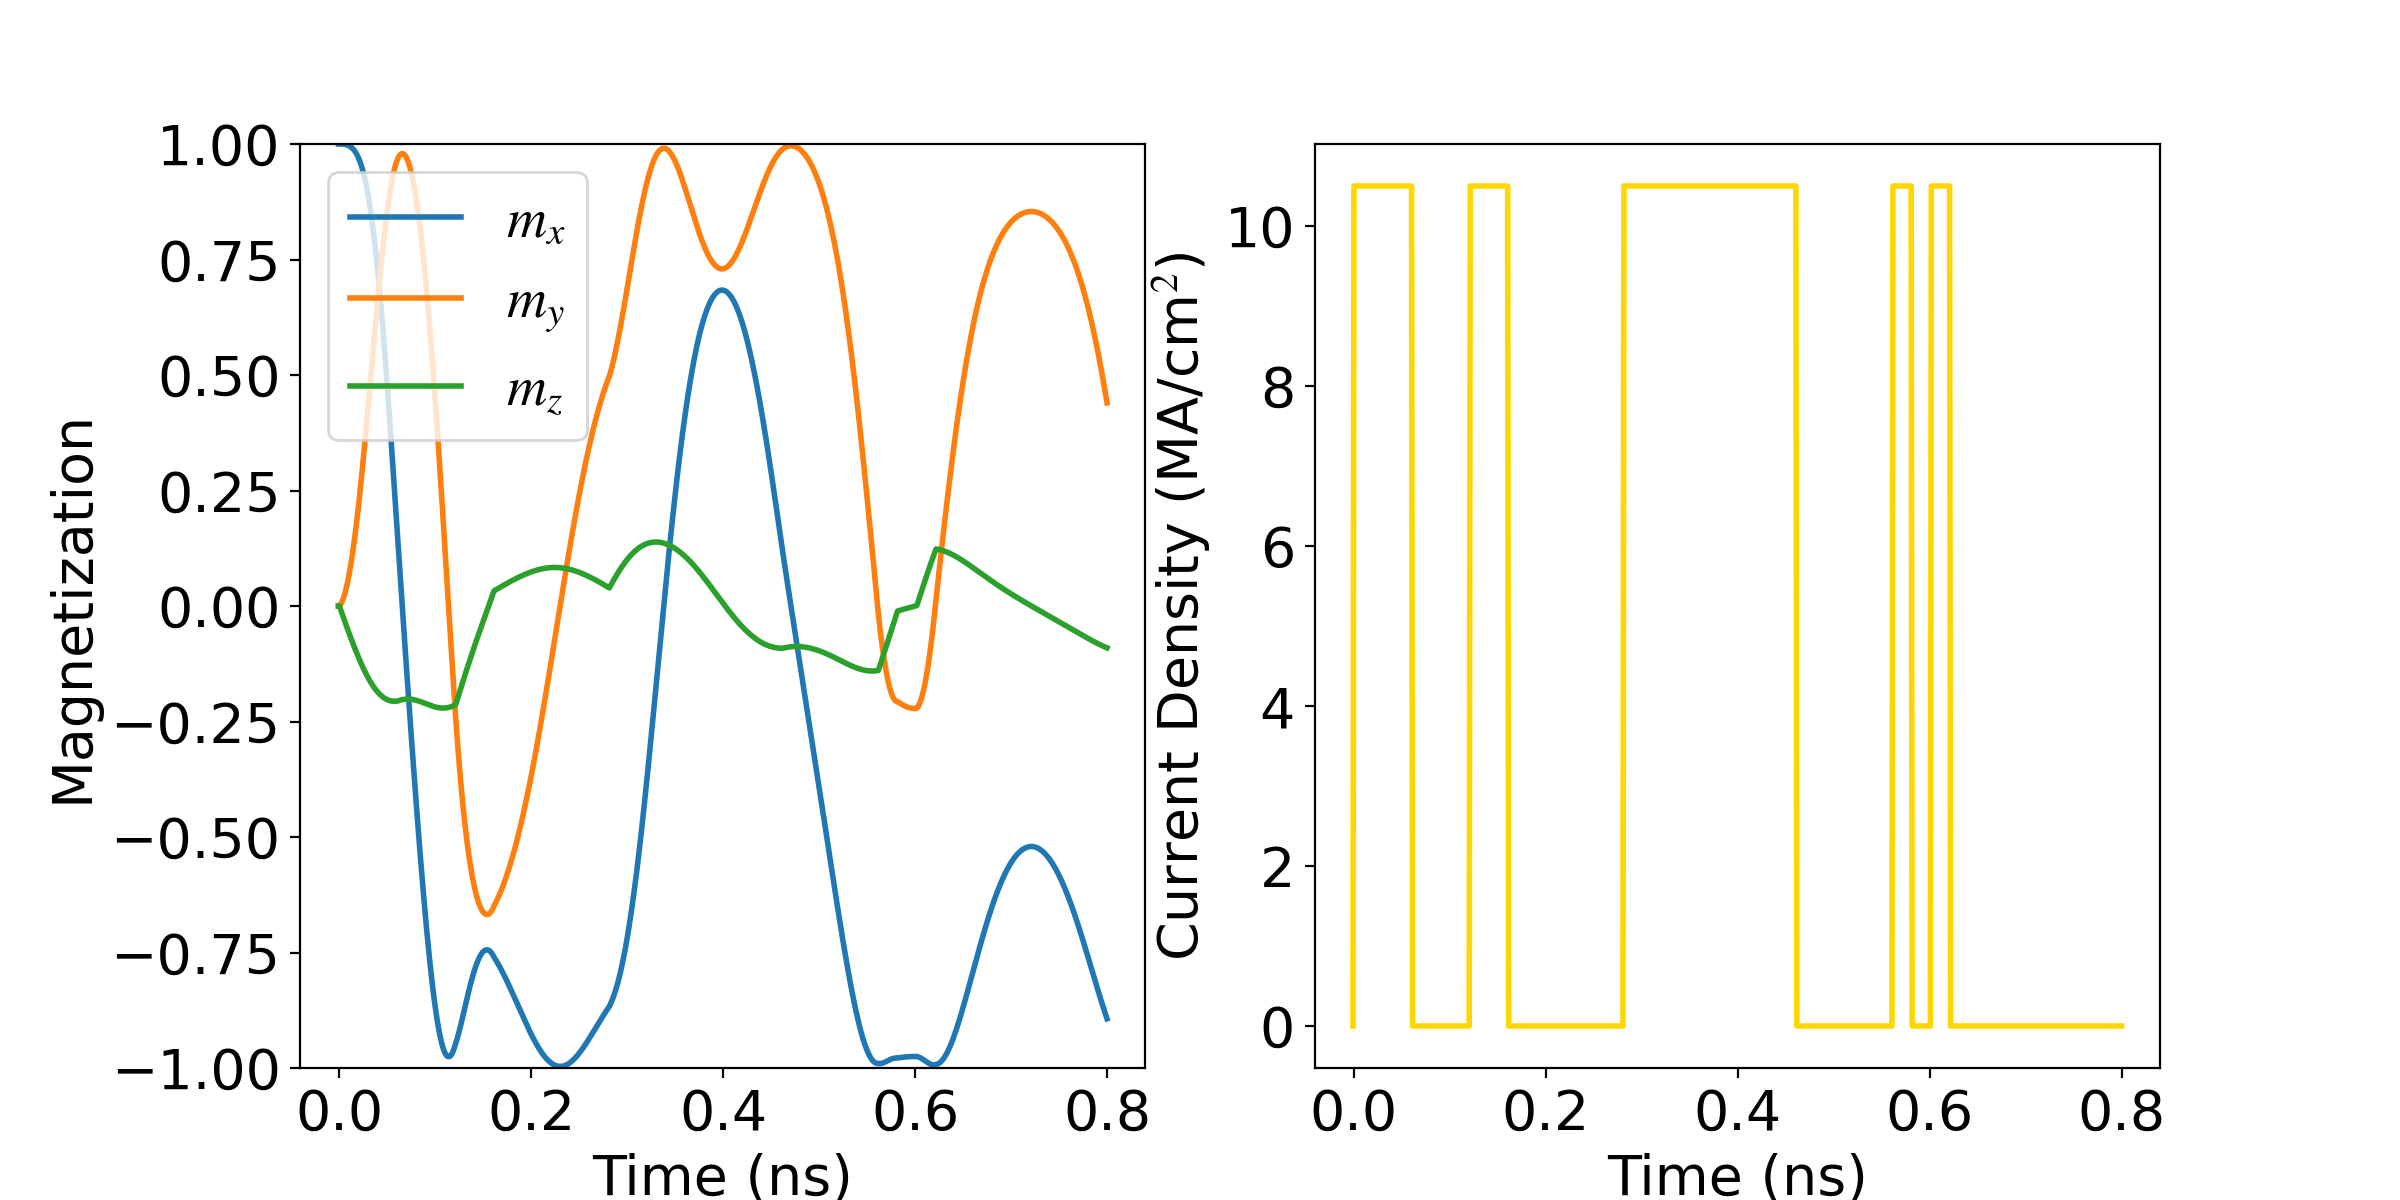 1.00
0.75
0.50
0.25
0.00
−0.25
−0.50
−0.75
−1.00
Magnetization
m_x
m_y
m_z
0.0 0.2 0.4 0.6 0.8
Time (ns)
10
8
6
4
2
0
Current Density (MA/cm²)
0.0 0.2 0.4 0.6 0.8
Time (ns)